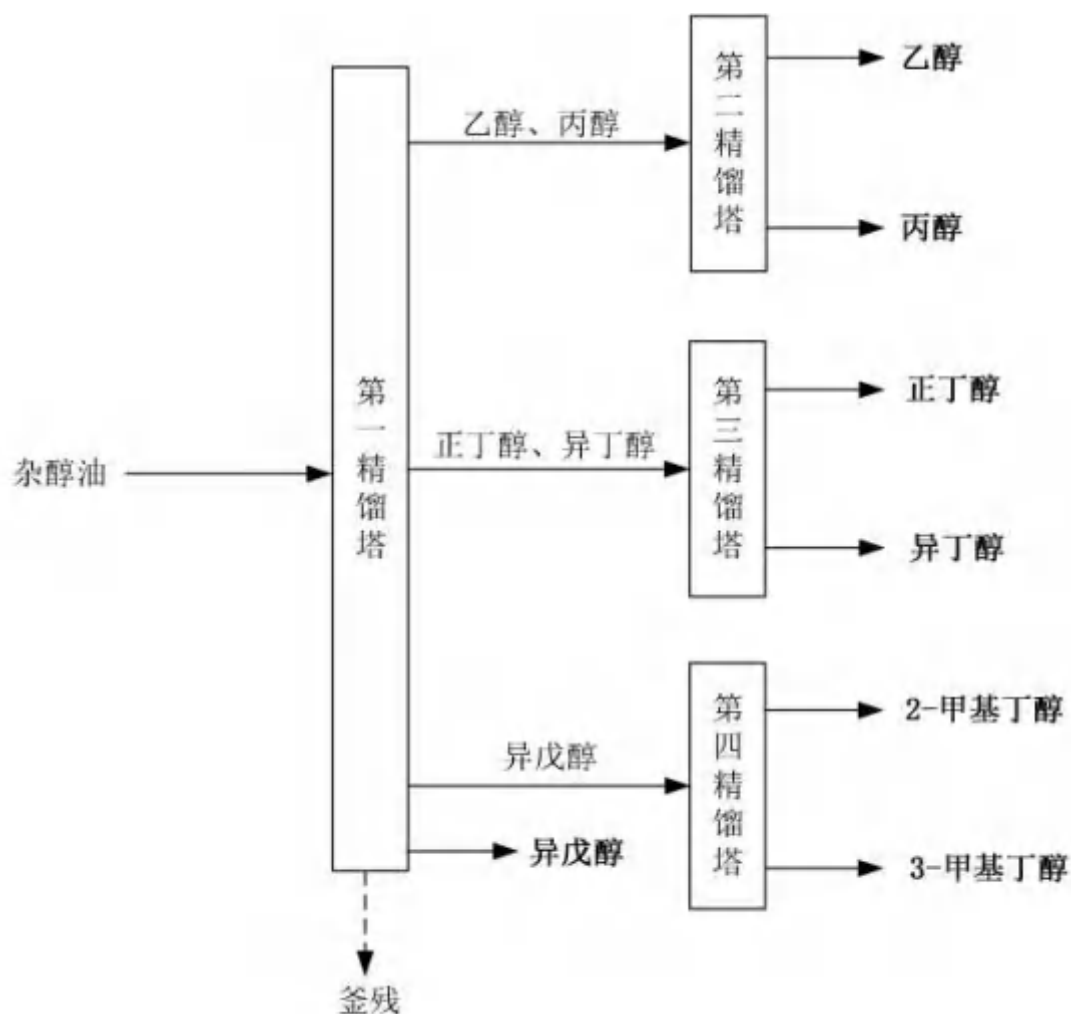 杂醇油
第一精馏塔
乙醇、丙醇
第二精馏塔
乙醇
丙醇
正丁醇、异丁醇
第三精馏塔
正丁醇
异丁醇
异戊醇
第四精馏塔
2-甲基丁醇
3-甲基丁醇
异戊醇
釜残